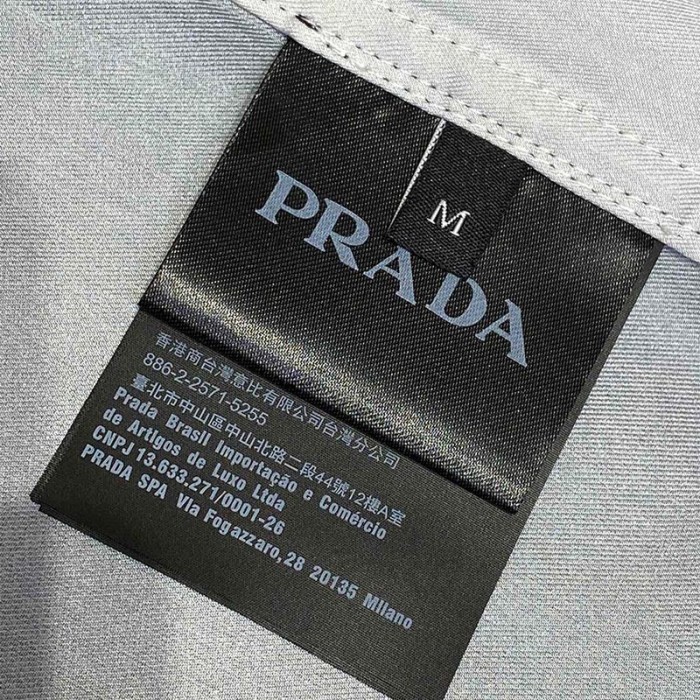 PRADA
M
香港商台灣意比有限公司台灣分公司
886-2-2571-5255
臺北市中山區中山北路二段44號12樓A室
Prada Brasil Importação e Comércio
de Artigos de Luxo Ltda
CNPJ 13.633.271/0001-26
PRADA SPA Via Fogazzaro,28 20135 Milano